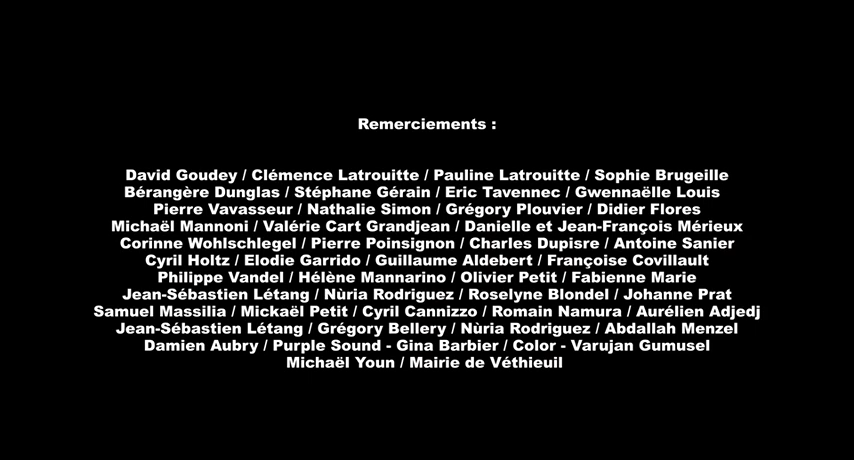 Remerciements :
David Goudey / Clémence Latrouitte / Pauline Latrouitte / Sophie Brugeille
Bérangère Dunglas / Stéphane Gérain / Eric Tavennec / Gwennaëlle Louis
Pierre Vavasseur / Nathalie Simon / Grégory Plouvier / Didier Flores
Michaël Mannoni / Valérie Cart Grandjean / Danielle et Jean-François Mérieux
Corinne Wohlschlegel / Pierre Poinsignon / Charles Dupisre / Antoine Sanier
Cyril Holtz / Elodie Garrido / Guillaume Aldebert / Françoise Covillault
Philippe Vandel / Hélène Mannarino / Olivier Petit / Fabienne Marie
Jean-Sébastien Létang / Nùria Rodriguez / Roselyne Blondel / Johanne Prat
Samuel Massilia / Mickaël Petit / Cyril Cannizzo / Romain Namura / Aurélien Adjedj
Jean-Sébastien Létang / Grégory Bellery / Nùria Rodriguez / Abdallah Menzel
Damien Aubry / Purple Sound - Gina Barbier / Color - Varujan Gumusel
Michaël Youn / Mairie de Véthieuil